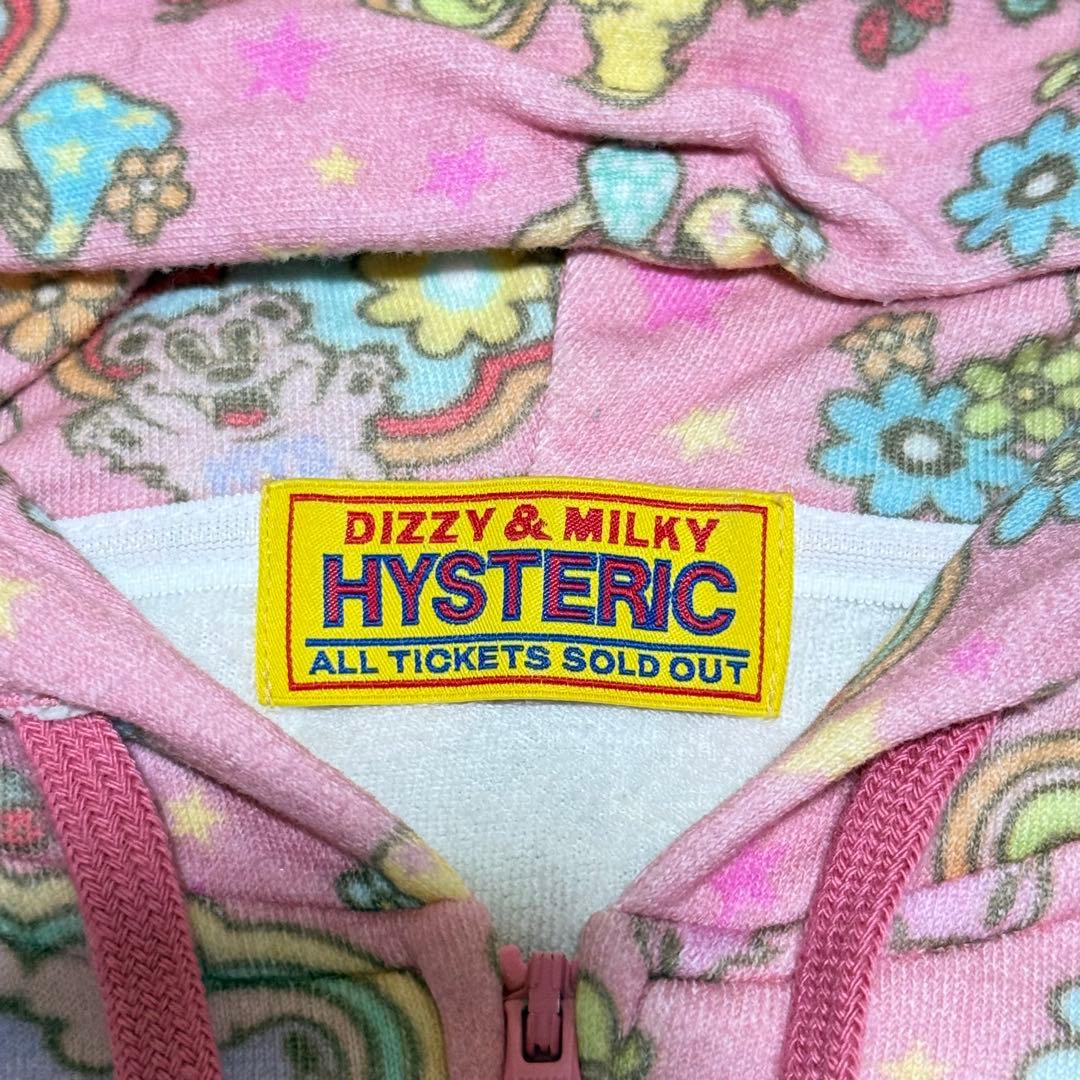 DIZZY & MILKY
HYSTERIC
ALL TICKETS SOLD OUT